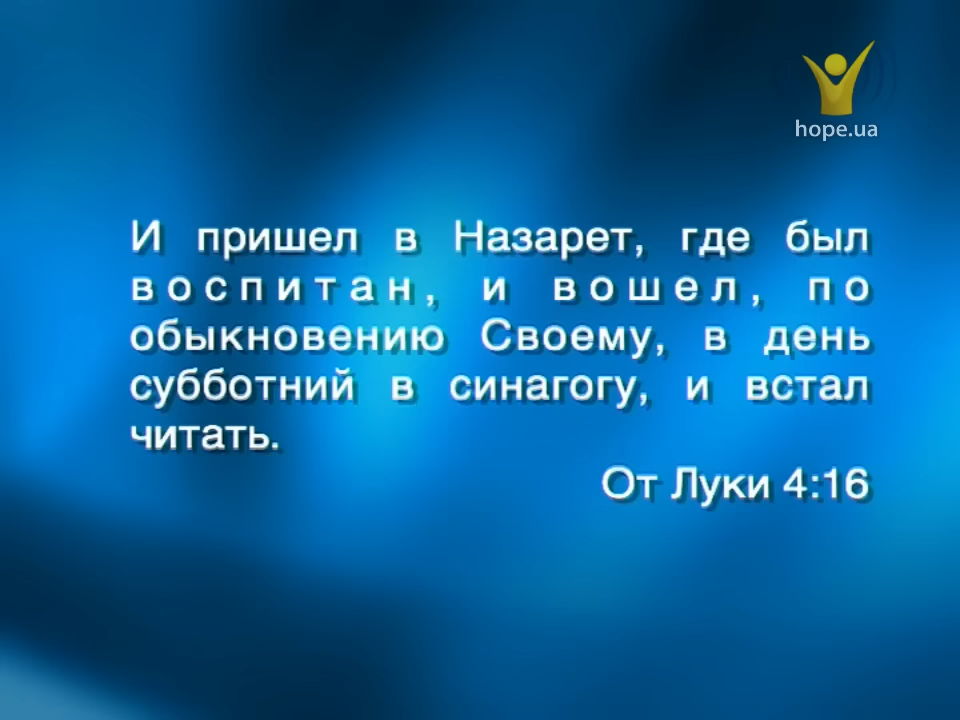 hope.ua
И пришел в Назарет, где был
воспитан, и вошел, по
обыкновению Своему, в день
субботний в синагогу, и встал
читать.
От Луки 4:16